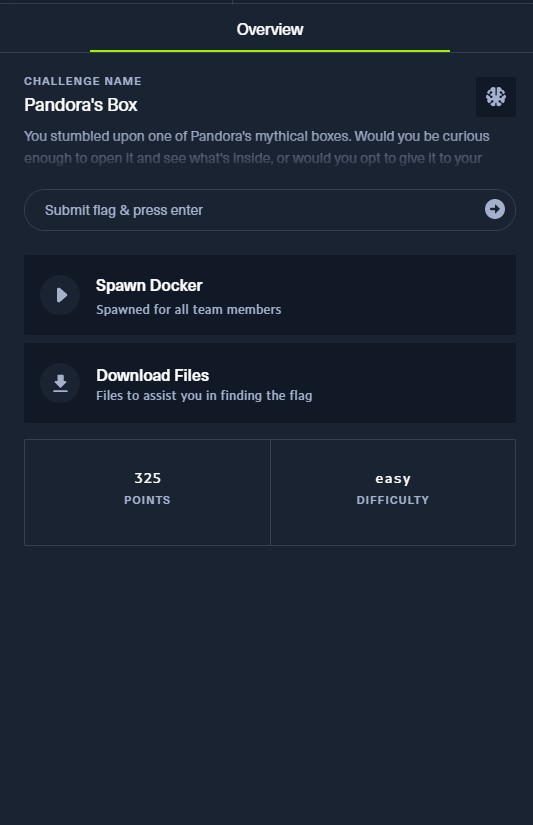 Overview
CHALLENGE NAME
Pandora's Box
You stumbled upon one of Pandora's mythical boxes. Would you be curious
enough to open it and see what's inside, or would you opt to give it to your
Submit flag & press enter
Spawn Docker
Spawned for all team members
Download Files
Files to assist you in finding the flag
325
POINTS
easy
DIFFICULTY